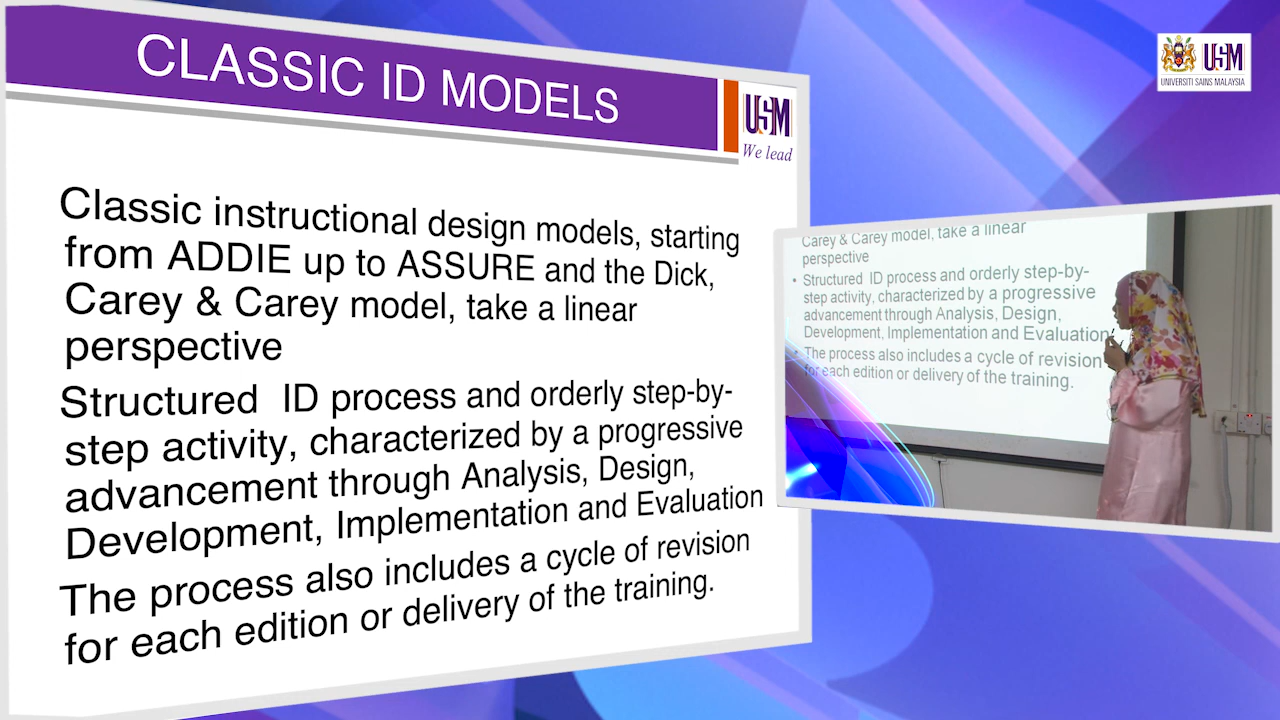 CLASSIC ID MODELS
USM
We lead
Classic instructional design models, starting
from ADDIE up to ASSURE and the Dick,
Carey & Carey model, take a linear
perspective
Structured ID process and orderly step-by-
step activity, characterized by a progressive
advancement through Analysis, Design,
Development, Implementation and Evaluation
The process also includes a cycle of revision
for each edition or delivery of the training.
USM
UNIVERSITI SAINS MALAYSIA
Carey & Carey model, take a linear
perspective
• Structured ID process and orderly step-by-
step activity, characterized by a progressive
advancement through Analysis, Design,
Development, Implementation and Evaluation
• The process also includes a cycle of revision
for each edition or delivery of the training.